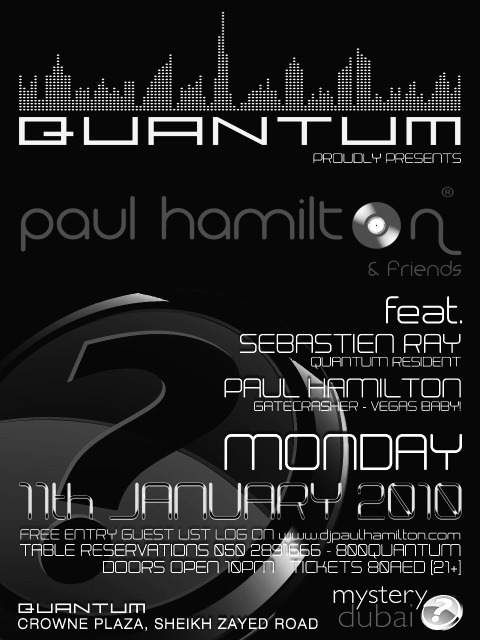 QUANTUM
PROUDLY PRESENTS
paul hamilton®
& Friends
feat.
SEBASTIEN RAY
QUANTUM RESIDENT
PAUL HAMILTON
GATECRASHER - VEGAS BABY!
MONDAY
11th JANUARY 2010
FREE ENTRY GUEST LIST LOG ON www.djpaulhamilton.com
TABLE RESERVATIONS 050 2891666 - 800QUANTUM
DOORS OPEN 10PM TICKETS 80AED [21+]
mystery
dubai ?
QUANTUM
CROWNE PLAZA, SHEIKH ZAYED ROAD